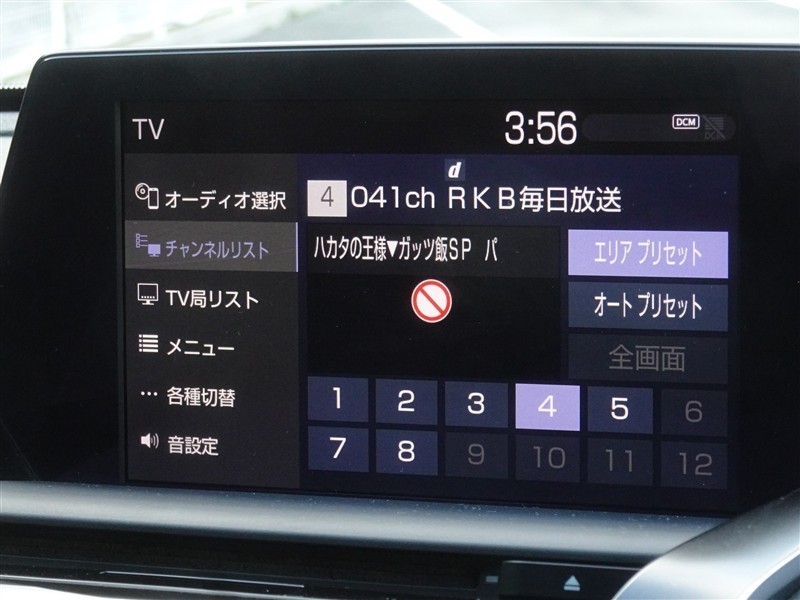 TV
3:56
DCM
オーディオ選択
チャンネルリスト
TV局リスト
メニュー
各種切替
音設定
d
4 041ch RKB毎日放送
ハカタの王様▼ガッツ飯SP パ
エリア プリセット
オート プリセット
全画面
1 2 3 4 5 6
7 8 9 10 11 12